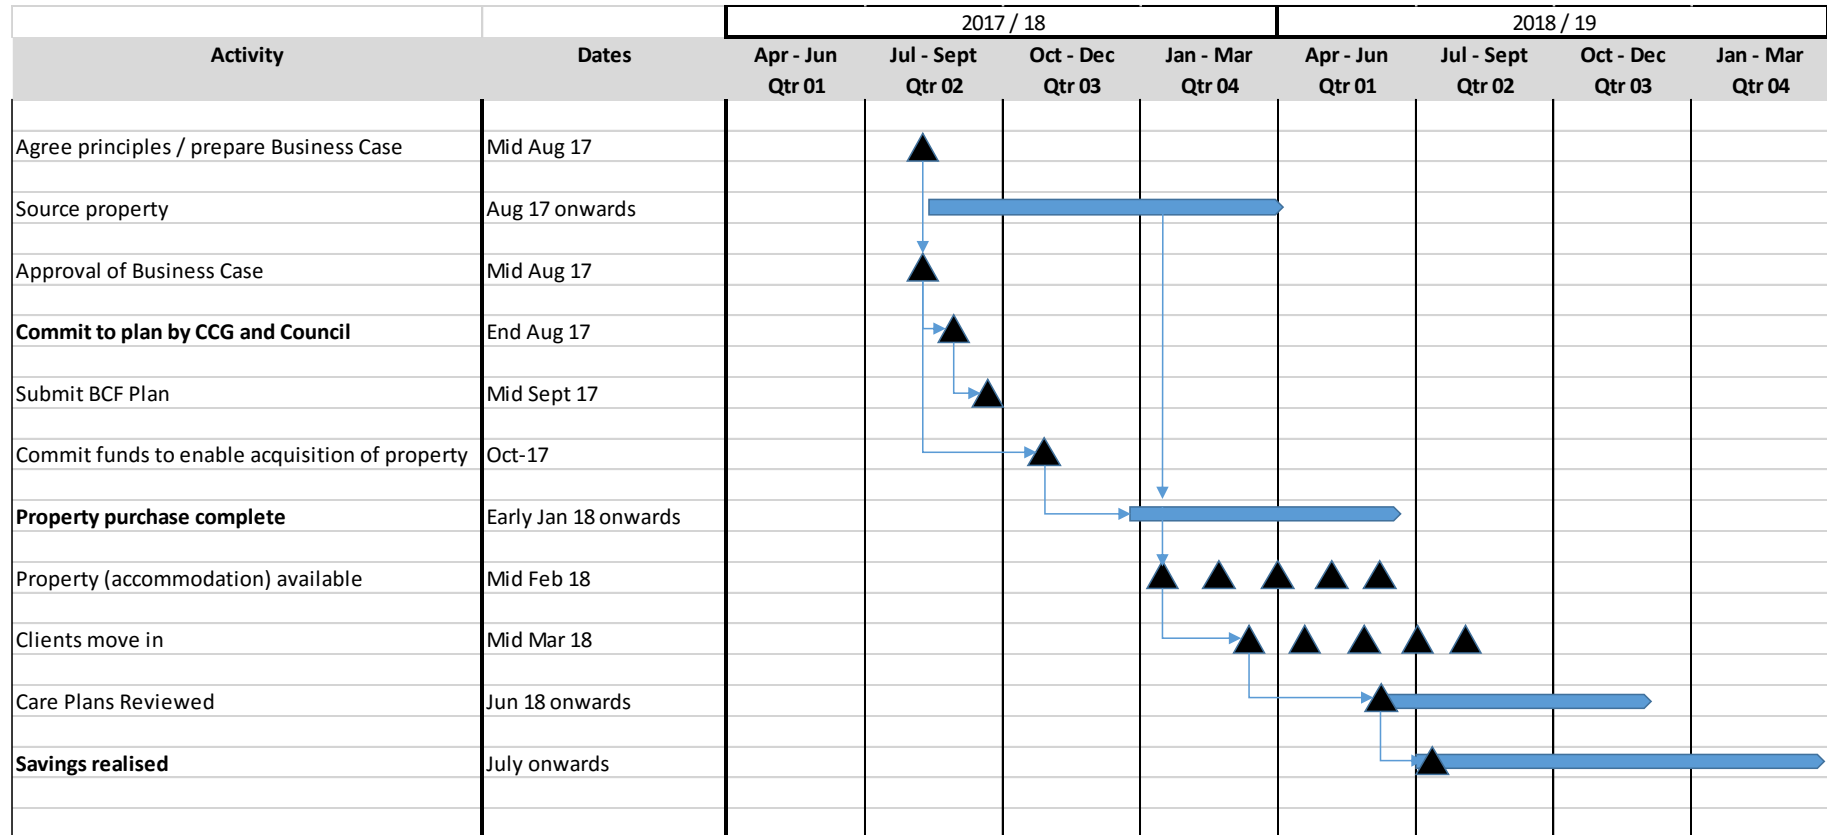 2017 / 18 2018 / 19
Activity Dates Apr - Jun Jul - Sept Oct - Dec Jan - Mar Apr - Jun Jul - Sept Oct - Dec Jan - Mar
Qtr 01 Qtr 02 Qtr 03 Qtr 04 Qtr 01 Qtr 02 Qtr 03 Qtr 04
Agree principles / prepare Business Case Mid Aug 17
Source property Aug 17 onwards
Approval of Business Case Mid Aug 17
Commit to plan by CCG and Council End Aug 17
Submit BCF Plan Mid Sept 17
Commit funds to enable acquisition of property Oct-17
Property purchase complete Early Jan 18 onwards
Property (accommodation) available Mid Feb 18
Clients move in Mid Mar 18
Care Plans Reviewed Jun 18 onwards
Savings realised July onwards